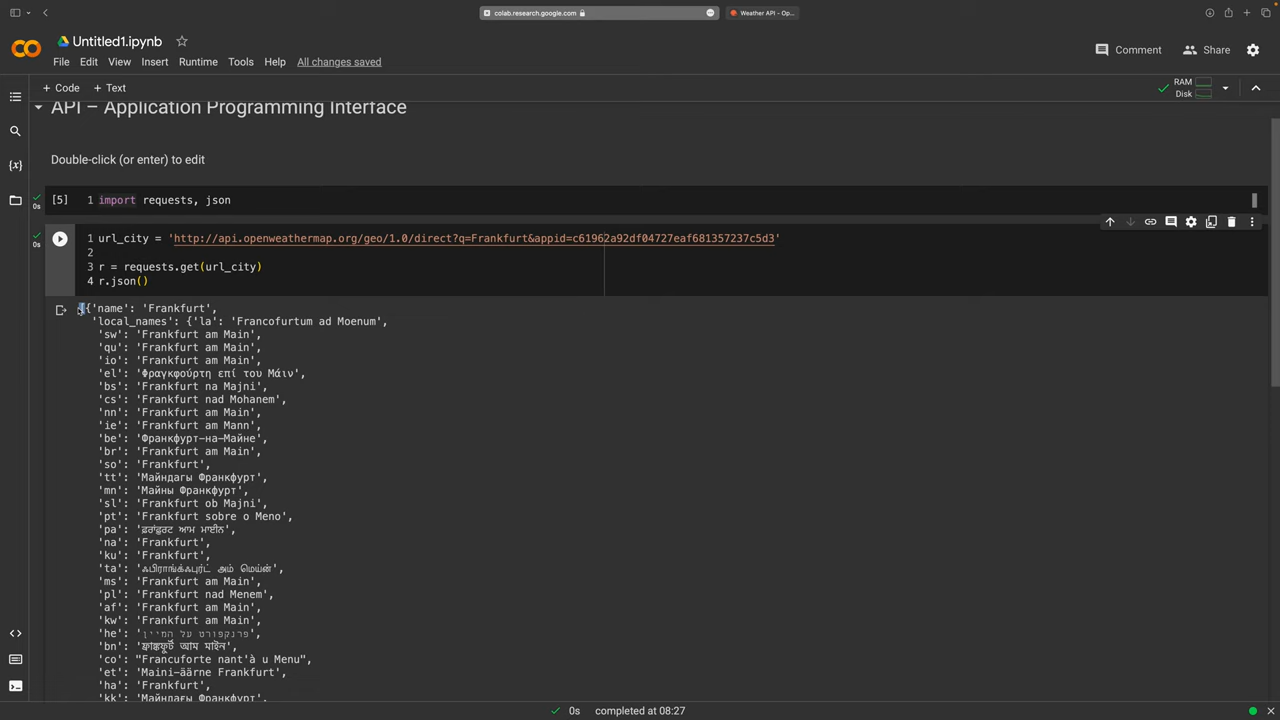 colab.research.google.com
Weather API - Op...
Untitled1.ipynb
File Edit View Insert Runtime Tools Help All changes saved
Comment Share
+ Code + Text
RAM
Disk
API – Application Programming Interface
Double-click (or enter) to edit
[5] 1 import requests, json
0s
1 url_city = 'http://api.openweathermap.org/geo/1.0/direct?q=Frankfurt&appid=c61962a92df04727eaf681357237c5d3'
0s
2
3 r = requests.get(url_city)
4 r.json()
[{'name': 'Frankfurt',
'local_names': {'la': 'Francofurtum ad Moenum',
'sw': 'Frankfurt am Main',
'qu': 'Frankfurt am Main',
'io': 'Frankfurt am Main',
'el': 'Φραγκφούρτη επί του Μάιν',
'bs': 'Frankfurt na Majni',
'cs': 'Frankfurt nad Mohanem',
'nn': 'Frankfurt am Main',
'ie': 'Frankfurt am Mann',
'be': 'Франкфурт-на-Майне',
'br': 'Frankfurt am Main',
'so': 'Frankfurt',
'tt': 'Майндагы Франкфурт',
'mn': 'Майны Франкфурт',
'sl': 'Frankfurt ob Majni',
'pt': 'Frankfurt sobre o Meno',
'pa': 'ਫ਼ਰਾਂਕਫ਼ੁਰਟ ਆਮ ਮਾਈਨ',
'na': 'Frankfurt',
'ku': 'Frankfurt',
'ta': 'ஃபிராங்க்ஃபுர்ட் அம் மெய்ன்',
'ms': 'Frankfurt am Main',
'pl': 'Frankfurt nad Menem',
'af': 'Frankfurt am Main',
'kw': 'Frankfurt am Main',
'he': 'פרנקפורט על המיין',
'bn': 'ফ্রাঙ্কফুর্ট আম মাইন',
'co': "Francuforte nant'à u Menu",
'et': 'Maini-äärne Frankfurt',
'ha': 'Frankfurt',
'kk': 'Майндағы Франкфурт',
0s completed at 08:27